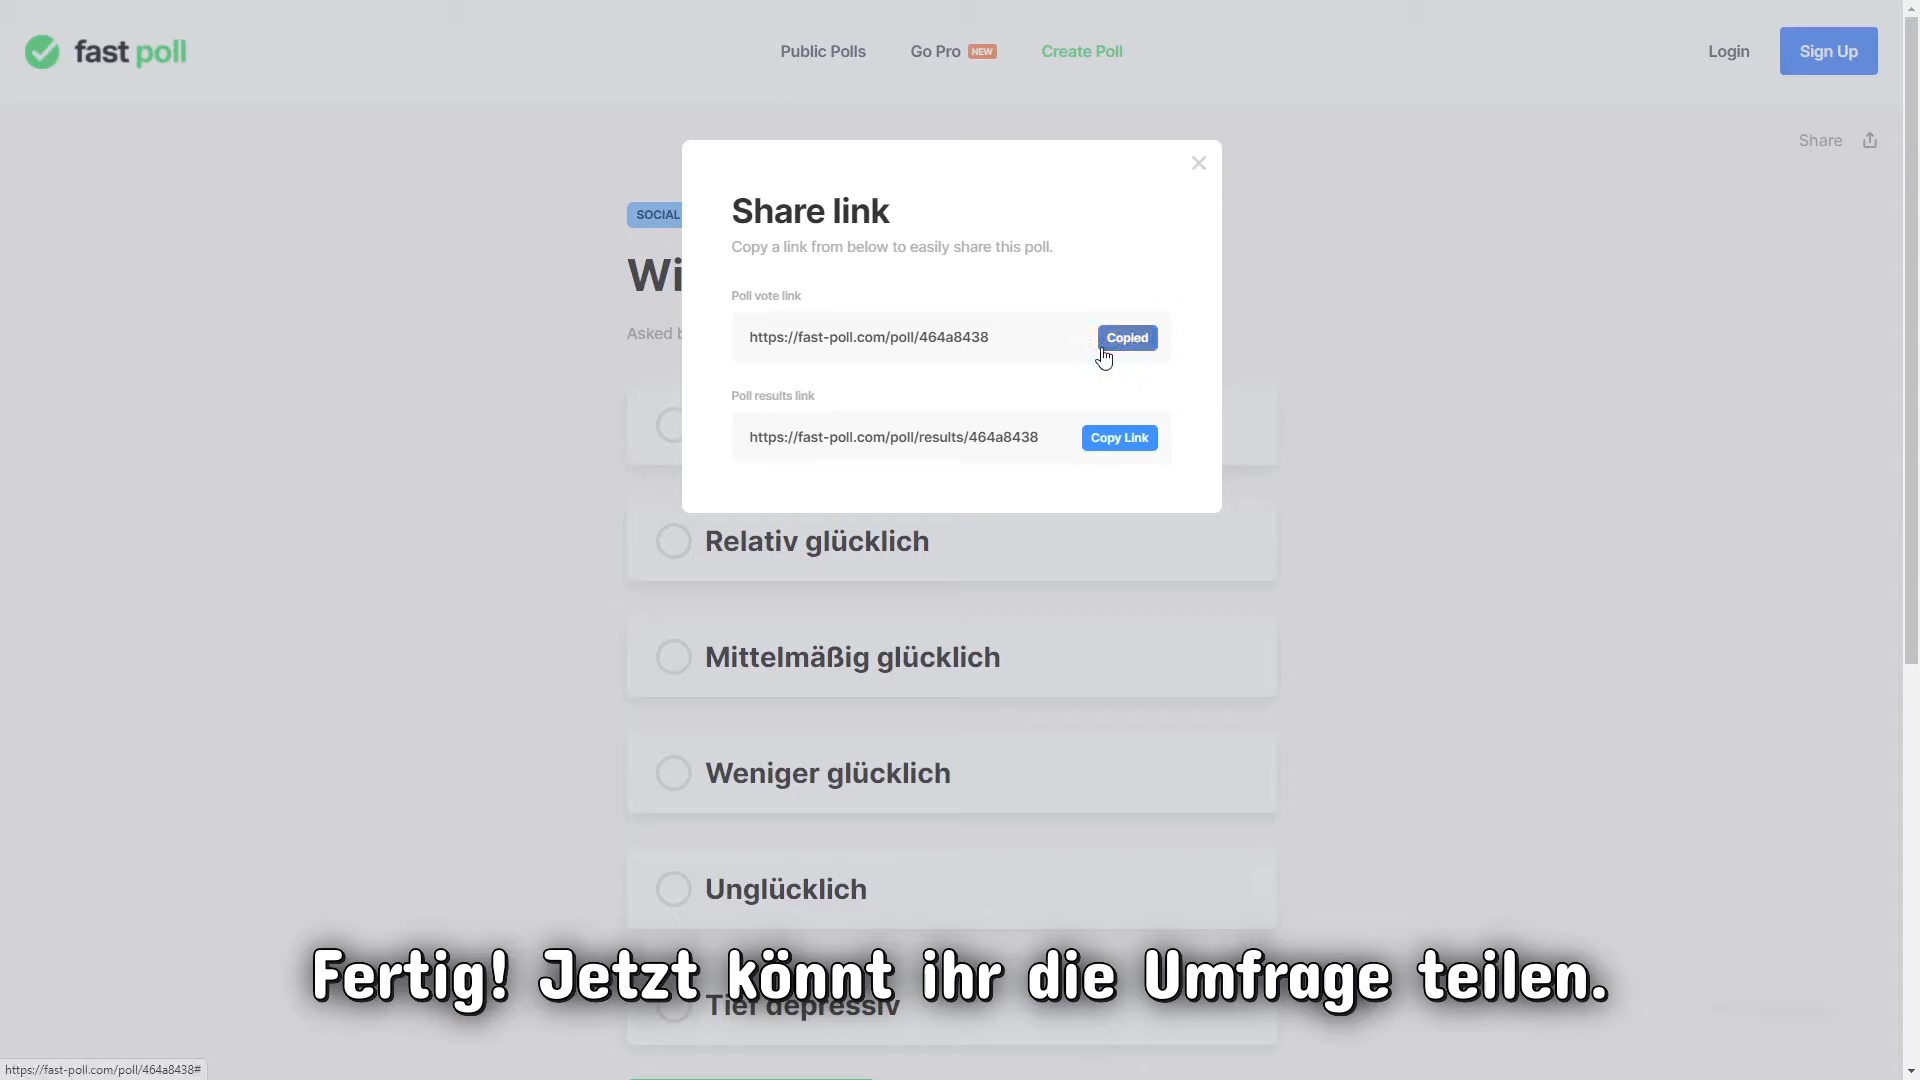 fast poll
Public Polls
Go Pro NEW
Create Poll
Login
Sign Up
Share
SOCIAL
Wi
Asked b
Share link
Copy a link from below to easily share this poll.
Poll vote link
https://fast-poll.com/poll/464a8438
Copied
Poll results link
https://fast-poll.com/poll/results/464a8438
Copy Link
Relativ glücklich
Mittelmäßig glücklich
Weniger glücklich
Unglücklich
Tief depressiv
Fertig! Jetzt könnt ihr die Umfrage teilen.
https://fast-poll.com/poll/464a8438#